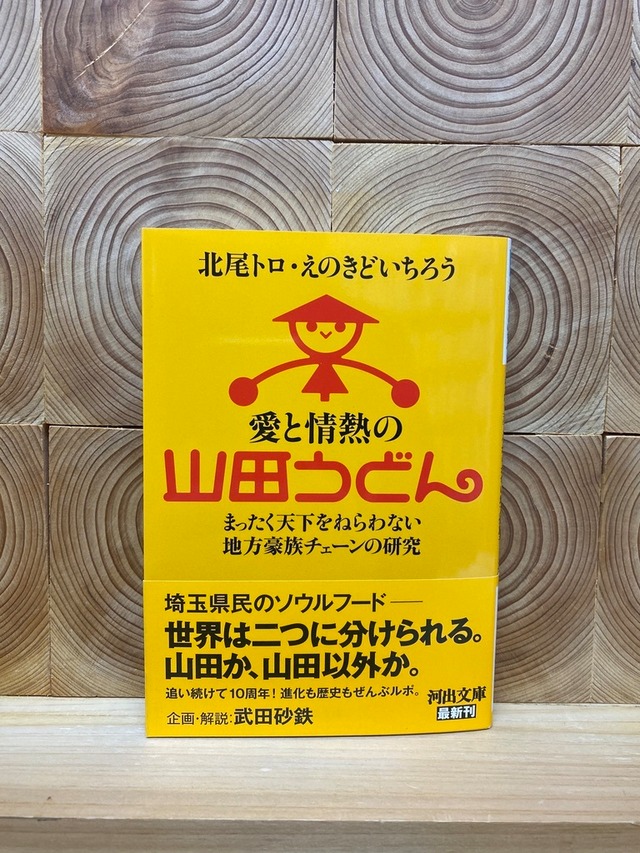 北尾トロ・えのきどいちろう
愛と情熱の
山田うどん
まったく天下をねらわない
地方豪族チェーンの研究
埼玉県民のソウルフード――
世界は二つに分けられる。
山田か、山田以外か。
追い続けて10周年!進化も歴史もぜんぶルポ。
企画・解説:武田砂鉄
河出文庫
最新刊